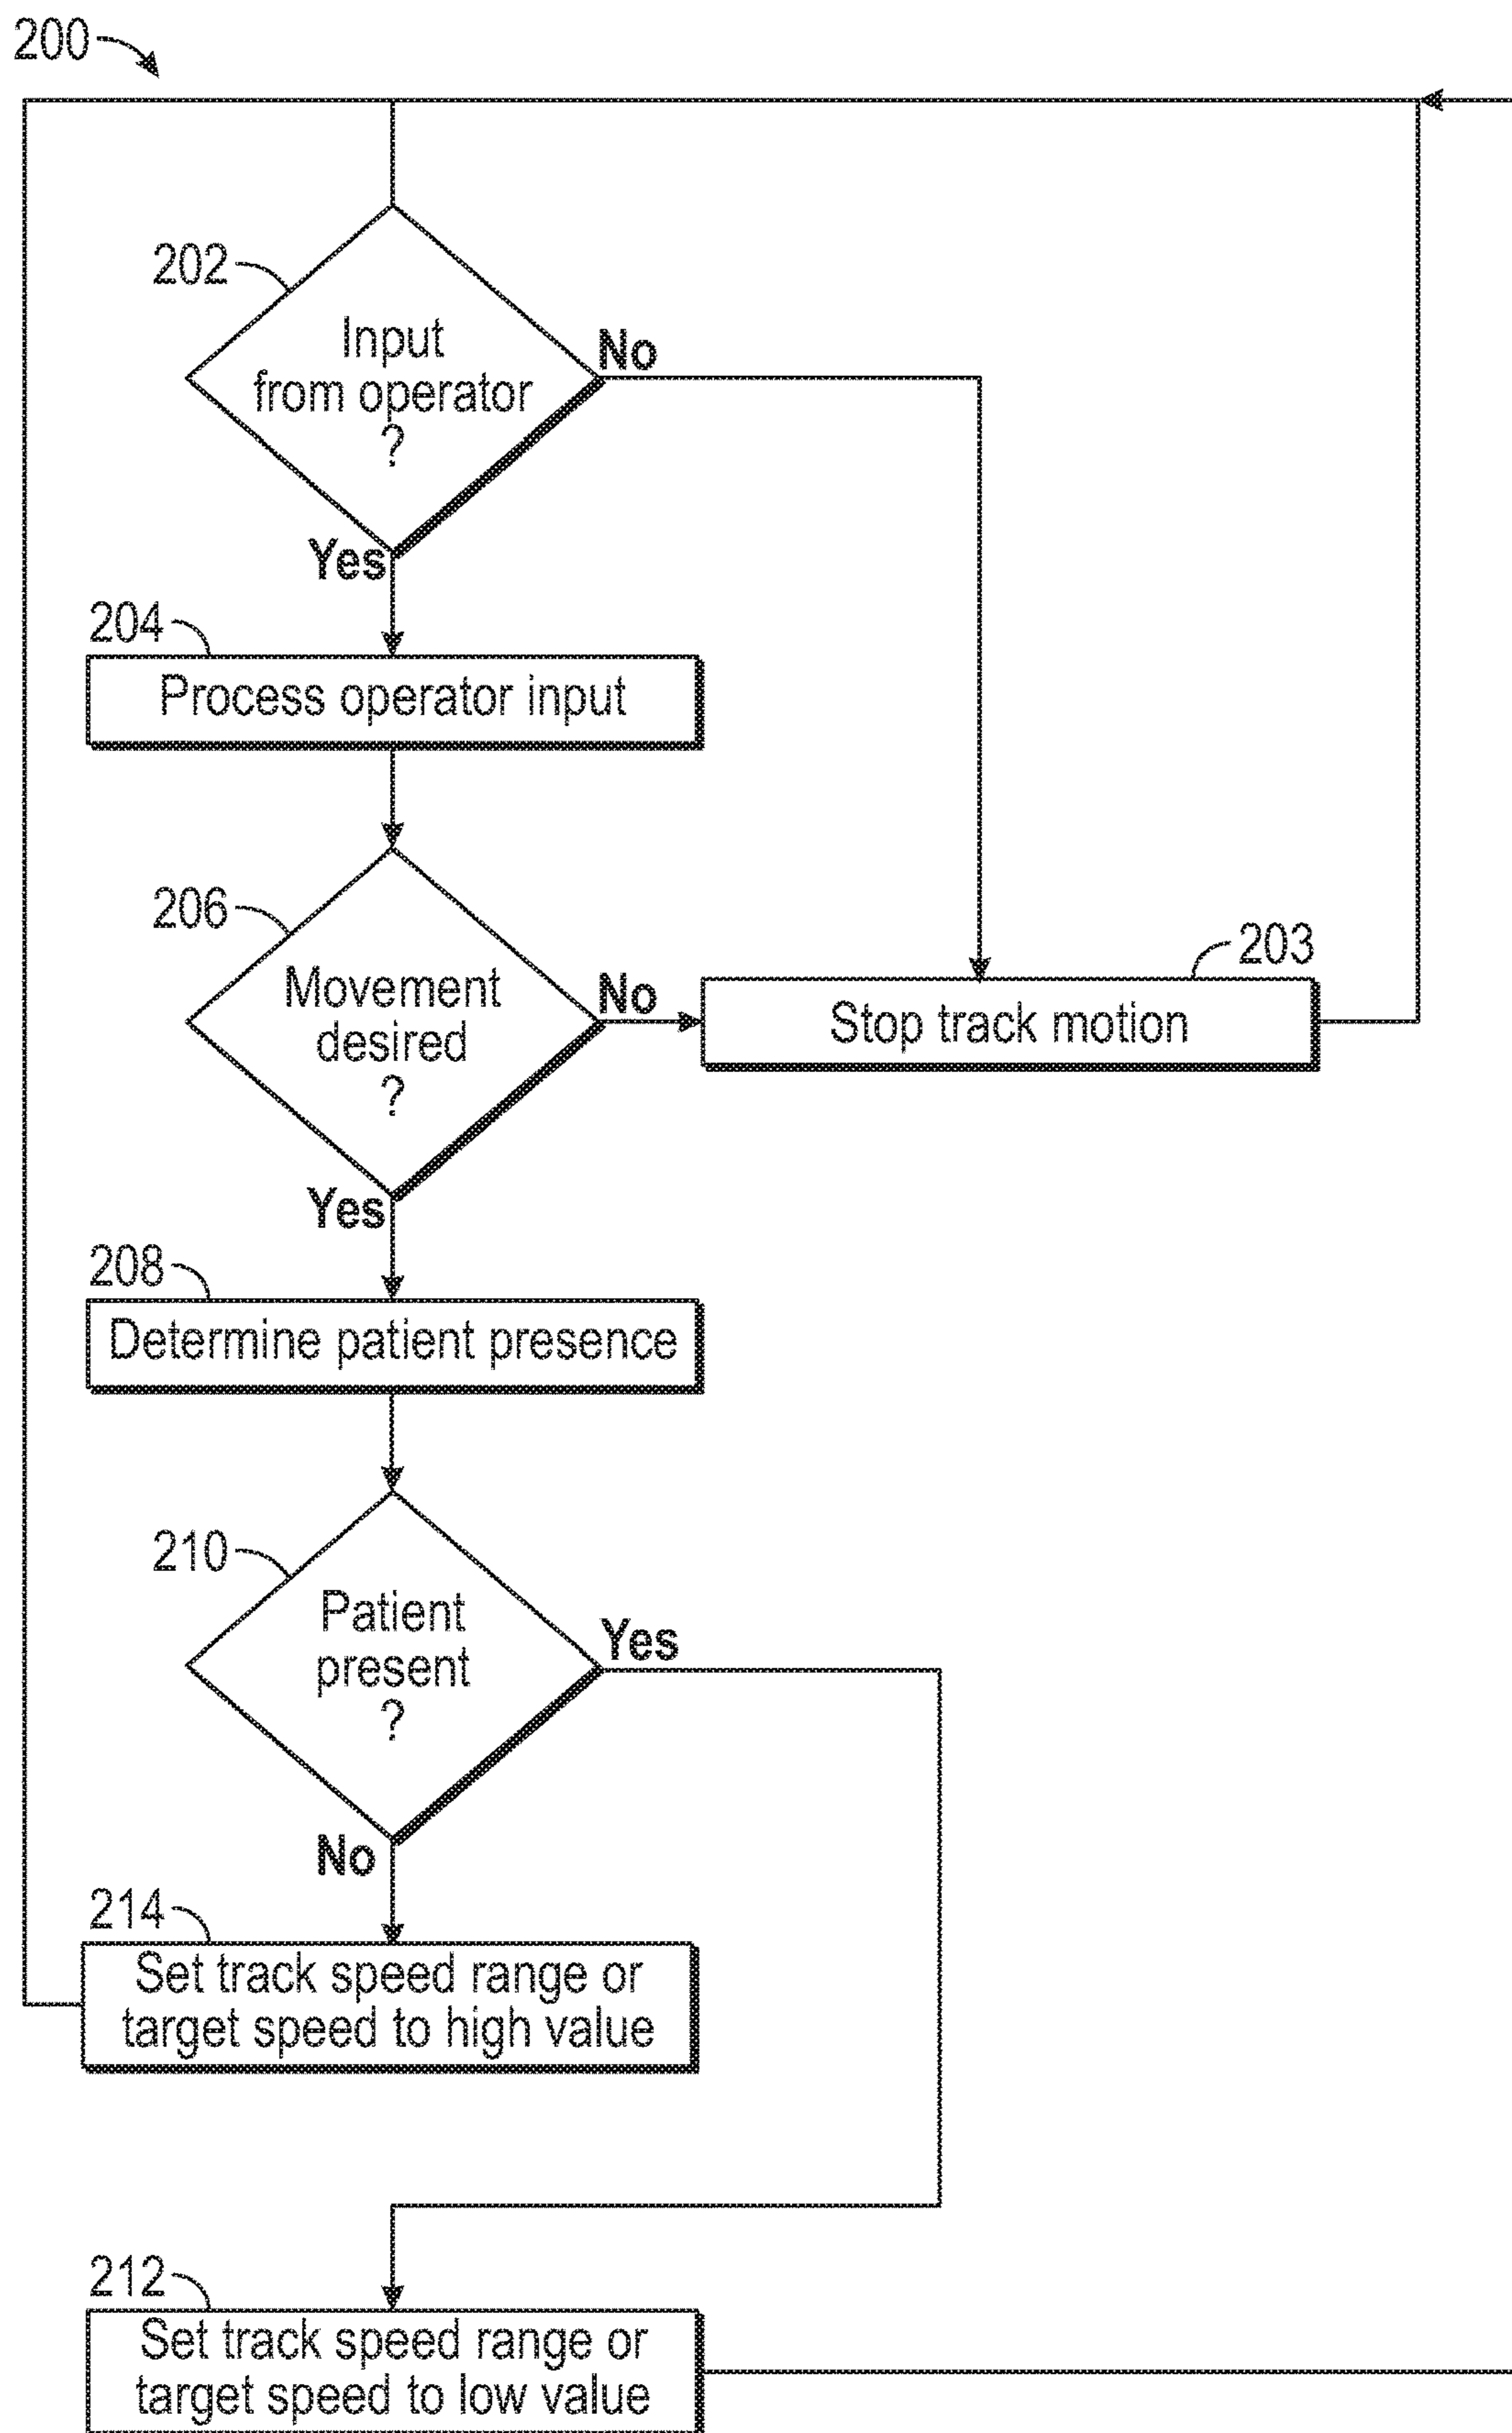 200
202
Input
from operator
?
No
Yes
204
Process operator input
206
Movement
desired
?
No
203
Stop track motion
Yes
208
Determine patient presence
210
Patient
present
?
Yes
No
214
Set track speed range or
target speed to high value
212
Set track speed range or
target speed to low value